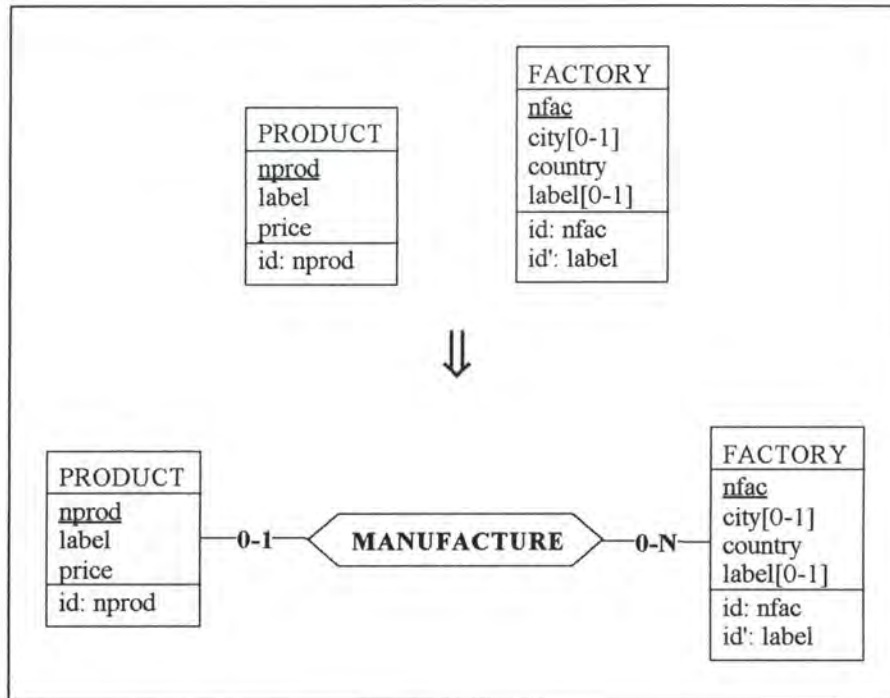 PRODUCT
nprod
label
price
id: nprod
FACTORY
nfac
city[0-1]
country
label[0-1]
id: nfac
id': label
⇓
PRODUCT
nprod
label
price
id: nprod
0-1
MANUFACTURE
0-N
FACTORY
nfac
city[0-1]
country
label[0-1]
id: nfac
id': label